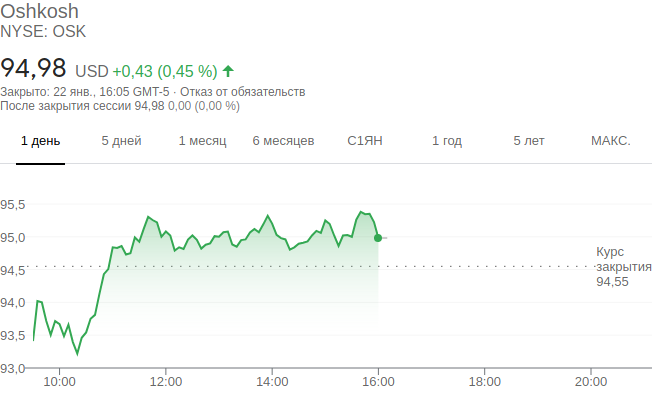 Oshkosh
NYSE: OSK
94,98 USD +0,43 (0,45 %)
Закрыто: 22 янв., 16:05 GMT-5 · Отказ от обязательств
После закрытия сессии 94,98 0,00 (0,00 %)
1 день 5 дней 1 месяц 6 месяцев С1ЯН 1 год 5 лет МАКС.
95,5
95,0
94,5
94,0
93,5
93,0
Курс
закрытия
94,55
10:00 12:00 14:00 16:00 18:00 20:00